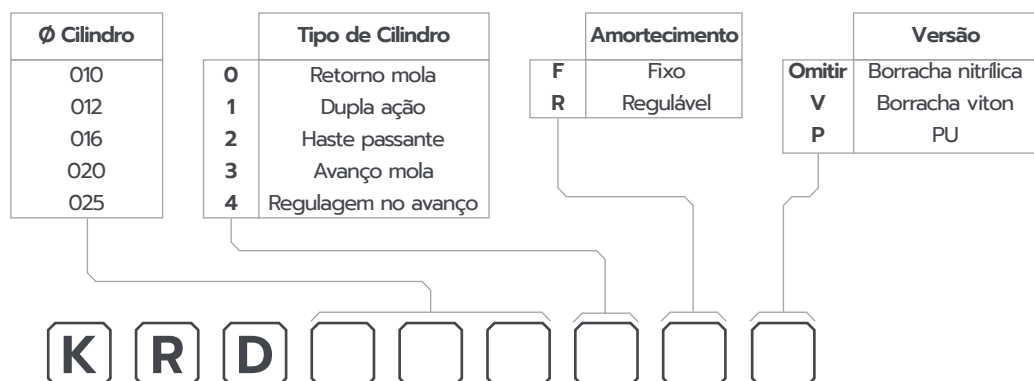 Ø Cilindro Tipo de Cilindro Amortecimento Versão
010 0 Retorno mola F Fixo Omitir Borracha nitrílica
012 1 Dupla ação R Regulável V Borracha viton
016 2 Haste passante P PU
020 3 Avanço mola
025 4 Regulagem no avanço
K R D